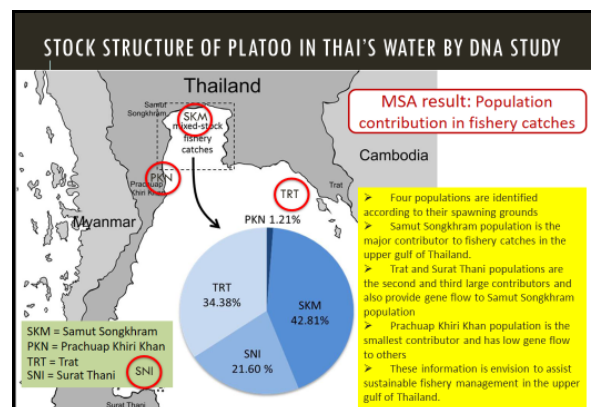 STOCK STRUCTURE OF PLATOO IN THAI'S WATER BY DNA STUDY
Thailand
Samut
Songkhram
SKM
mixed-stock
fishery
catches
MSA result: Population
contribution in fishery catches
Cambodia
PKN
Prachuap
Khiri Khan
TRT
Trat
Myanmar
PKN 1.21%
TRT
34.38%
SKM
42.81%
SNI
21.60 %
➤ Four populations are identified
according to their spawning grounds
➤ Samut Songkhram population is the
major contributor to fishery catches in the
upper gulf of Thailand.
➤ Trat and Surat Thani populations are
the second and third large contributors and
also provide gene flow to Samut Songkhram
population
➤ Prachuap Khiri Khan population is the
smallest contributor and has low gene flow
to others
➤ These information is envision to assist
sustainable fishery management in the upper
gulf of Thailand.
SKM = Samut Songkhram
PKN = Prachuap Khiri Khan
TRT = Trat
SNI = Surat Thani
SNI
Surat Thani